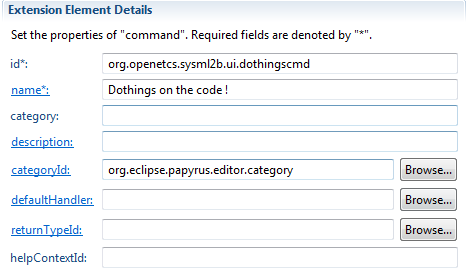 Extension Element Details
Set the properties of "command". Required fields are denoted by "*".
id*: org.openetcs.sysml2b.ui.dothingscmd
name*: Dothings on the code !
category:
description:
categoryId: org.eclipse.papyrus.editor.category Browse...
defaultHandler: Browse...
returnTypeId: Browse...
helpContextId: